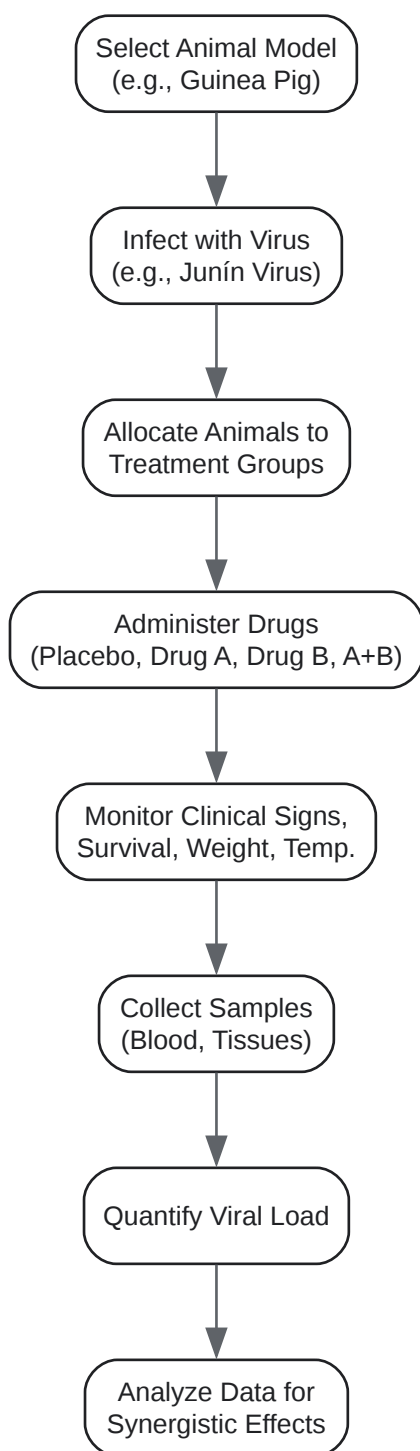 Select Animal Model
(e.g., Guinea Pig)
Infect with Virus
(e.g., Junín Virus)
Allocate Animals to
Treatment Groups
Administer Drugs
(Placebo, Drug A, Drug B, A+B)
Monitor Clinical Signs,
Survival, Weight, Temp.
Collect Samples
(Blood, Tissues)
Quantify Viral Load
Analyze Data for
Synergistic Effects